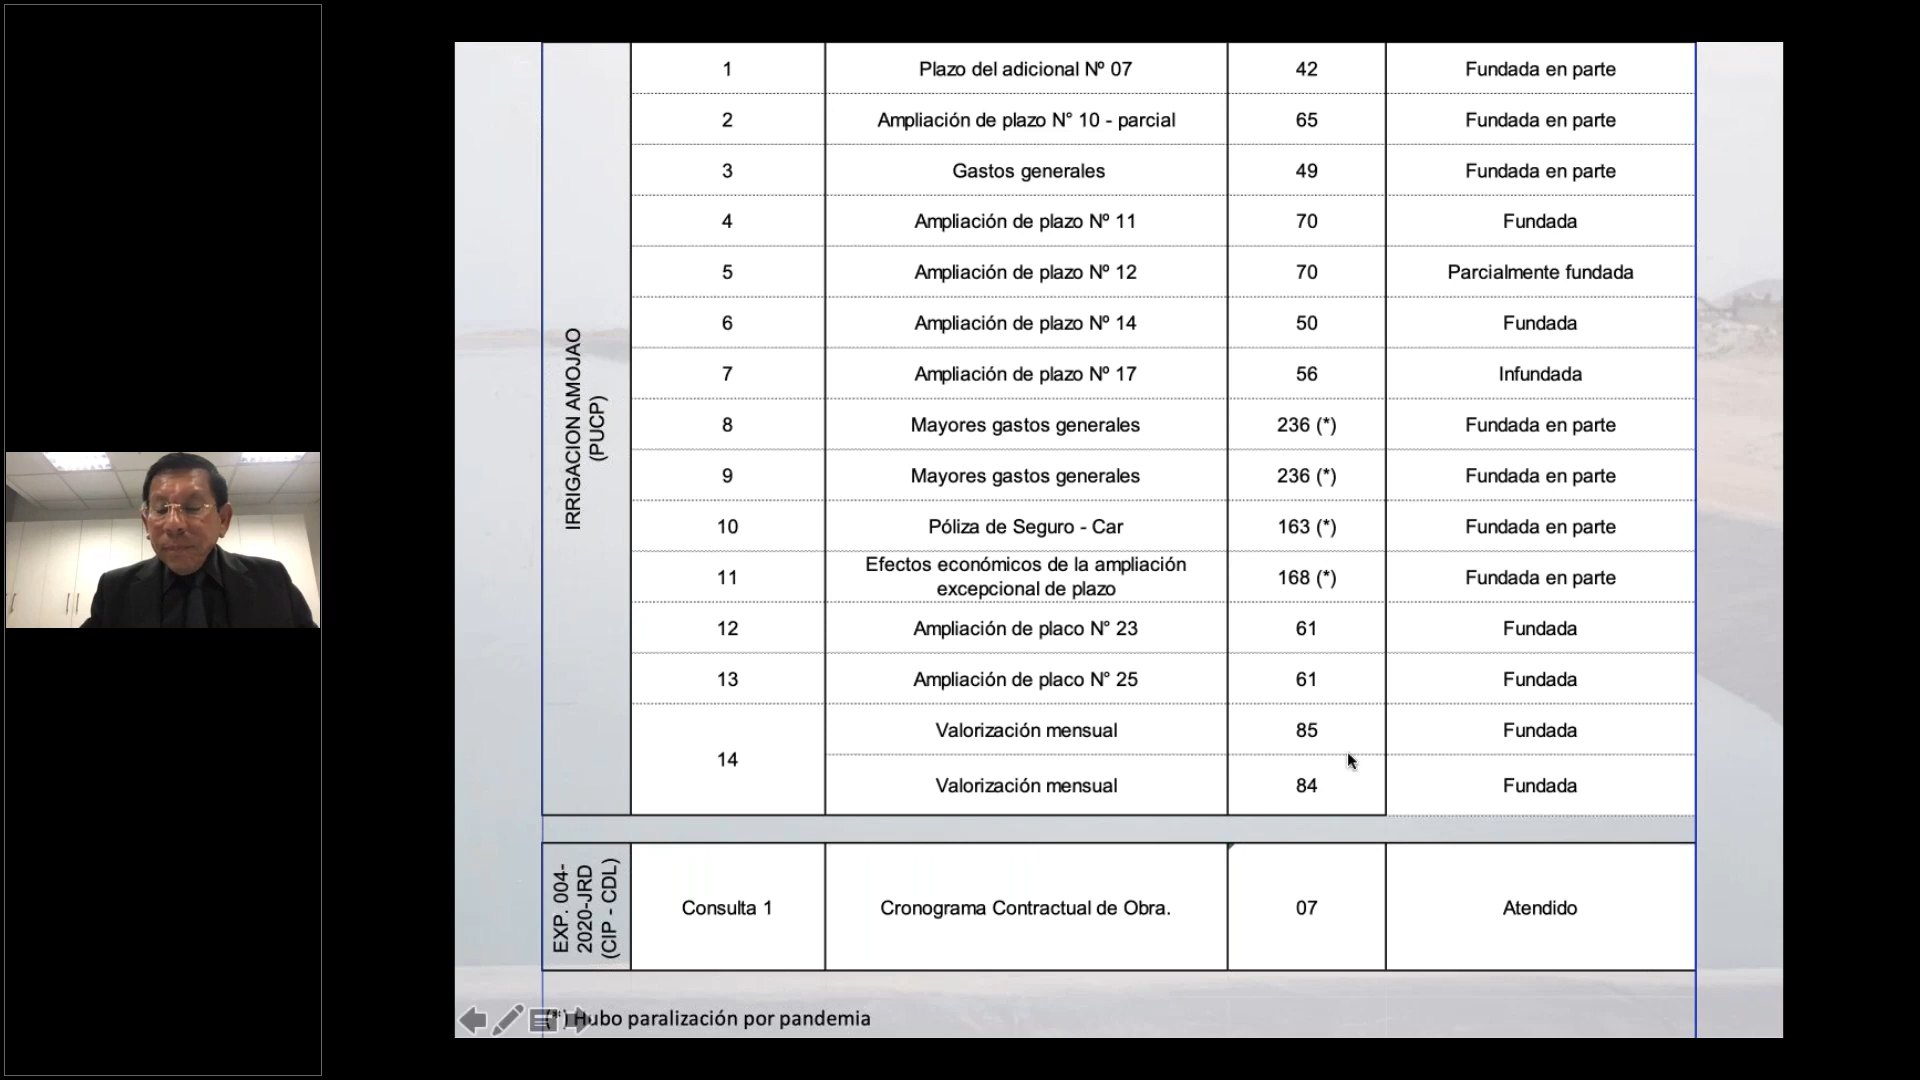 IRRIGACION AMOJAO
(PUCP)
1 Plazo del adicional Nº 07 42 Fundada en parte
2 Ampliación de plazo N° 10 - parcial 65 Fundada en parte
3 Gastos generales 49 Fundada en parte
4 Ampliación de plazo Nº 11 70 Fundada
5 Ampliación de plazo Nº 12 70 Parcialmente fundada
6 Ampliación de plazo Nº 14 50 Fundada
7 Ampliación de plazo Nº 17 56 Infundada
8 Mayores gastos generales 236 (*) Fundada en parte
9 Mayores gastos generales 236 (*) Fundada en parte
10 Póliza de Seguro - Car 163 (*) Fundada en parte
11 Efectos económicos de la ampliación
excepcional de plazo 168 (*) Fundada en parte
12 Ampliación de placo N° 23 61 Fundada
13 Ampliación de placo N° 25 61 Fundada
14 Valorización mensual 85 Fundada
Valorización mensual 84 Fundada
EXP. 004-
2020-JRD
(CIP - CDL)
Consulta 1 Cronograma Contractual de Obra. 07 Atendido
(*) Hubo paralización por pandemia